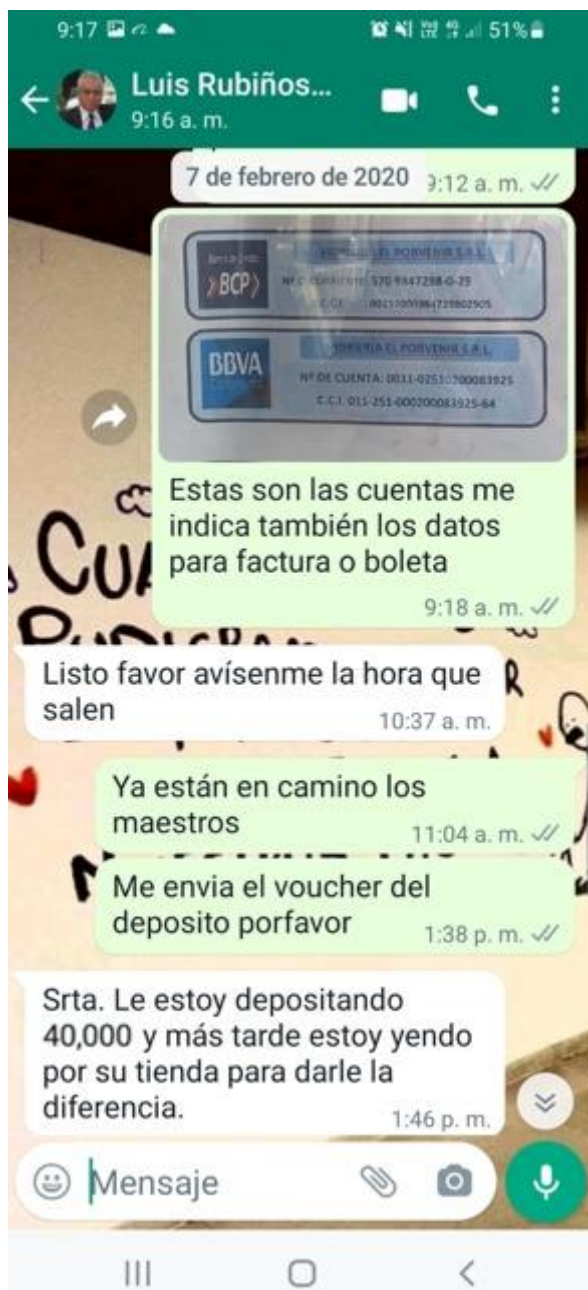 9:17 51%
Luis Rubiños...
9:16 a. m.
7 de febrero de 2020 9:12 a. m.
EL PORVENIR S.R.L.
>BCP>
EL PORVENIR S.R.L.
BBVA
Nº DE CUENTA: 0011-02510200083925
C.C.I. 011-251-000200083925-64
Estas son las cuentas me
indica también los datos
para factura o boleta
9:18 a. m.
CUA
Listo favor avísenme la hora que
salen
10:37 a. m.
Ya están en camino los
maestros
11:04 a. m.
Me envia el voucher del
deposito porfavor
1:38 p. m.
Srta. Le estoy depositando
40,000 y más tarde estoy yendo
por su tienda para darle la
diferencia.
1:46 p. m.
Mensaje